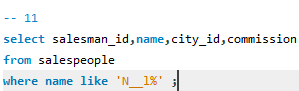 -- 11
select salesman_id,name,city_id,commission
from salespeople
where name like 'N__l%' ;